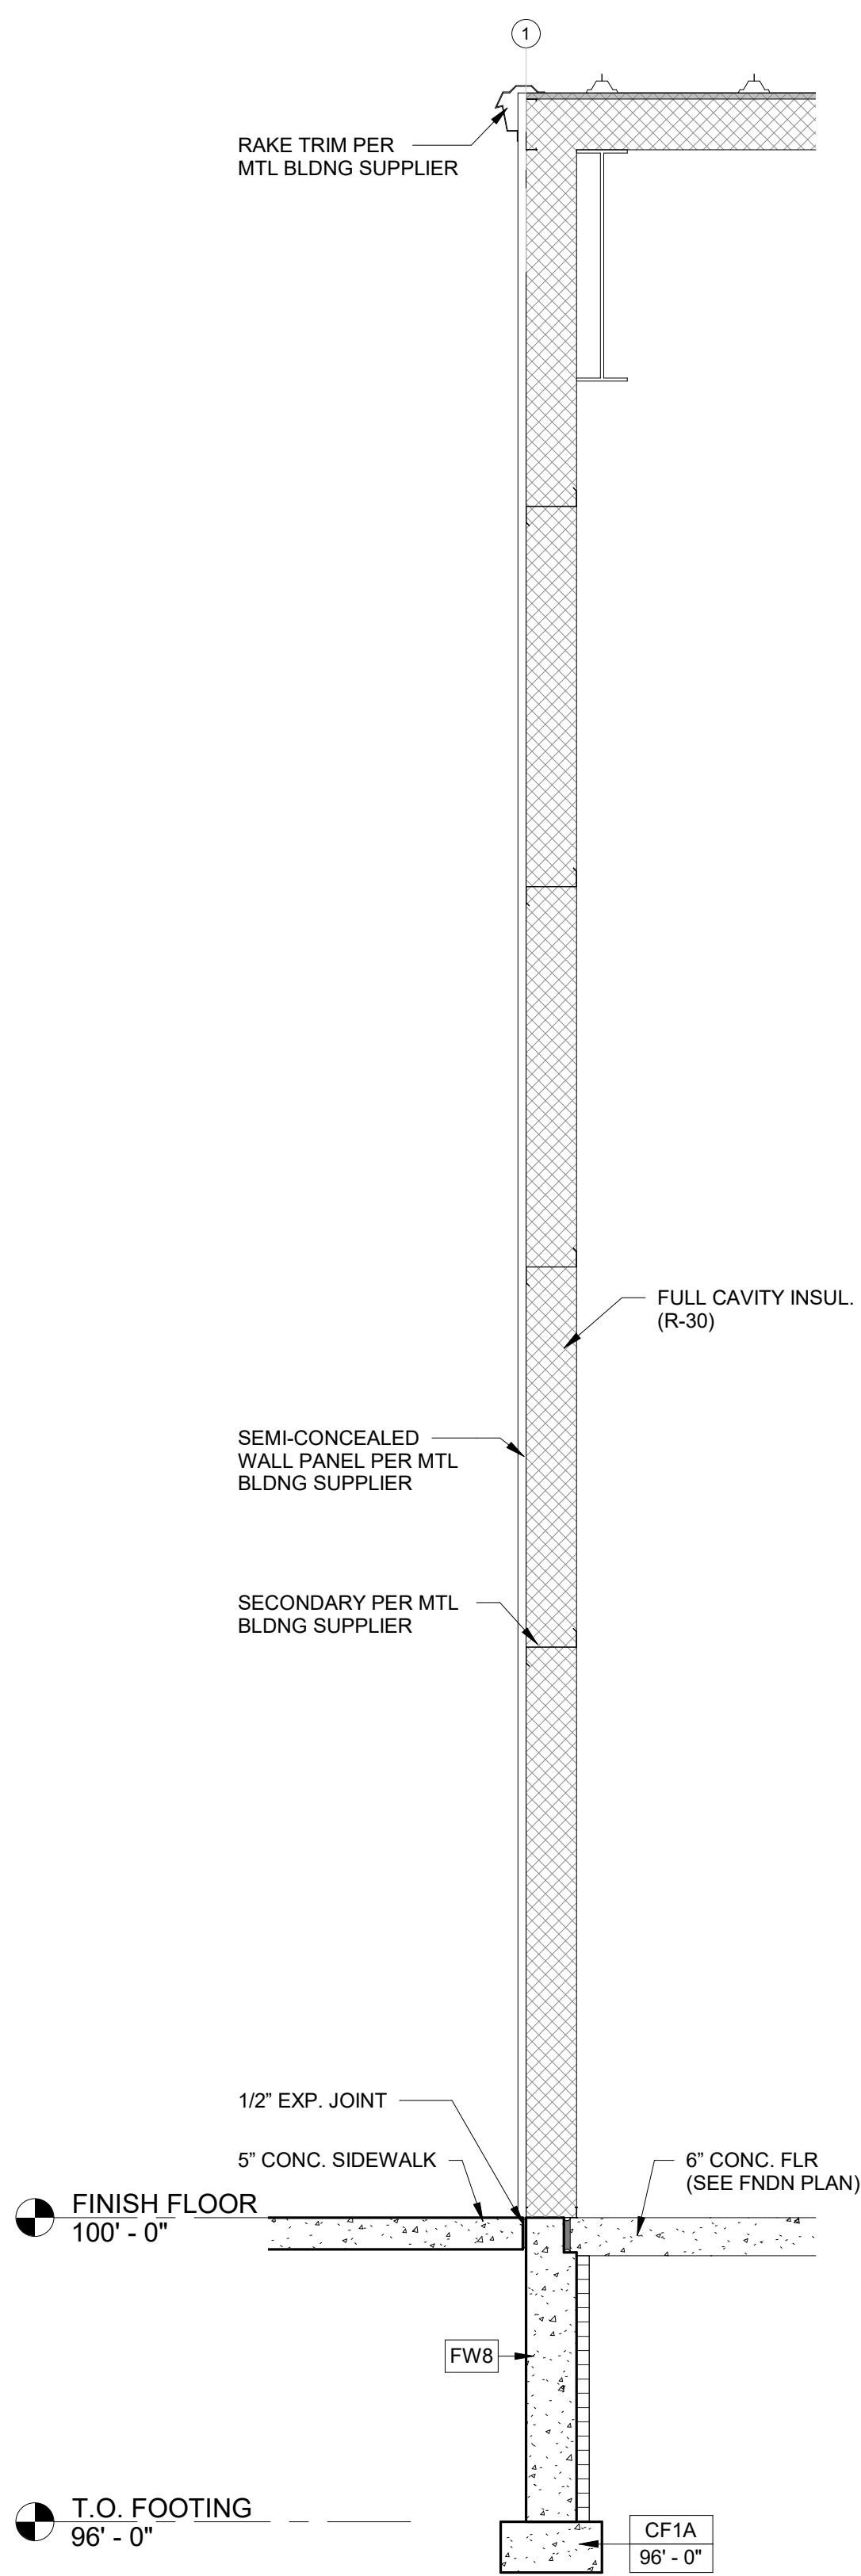 1
RAKE TRIM PER
MTL BLDNG SUPPLIER
FULL CAVITY INSUL.
(R-30)
SEMI-CONCEALED
WALL PANEL PER MTL
BLDNG SUPPLIER
SECONDARY PER MTL
BLDNG SUPPLIER
1/2” EXP. JOINT
5” CONC. SIDEWALK
6” CONC. FLR
(SEE FNDN PLAN)
FINISH FLOOR
100' - 0"
FW8
T.O. FOOTING
96' - 0"
CF1A
96' - 0"